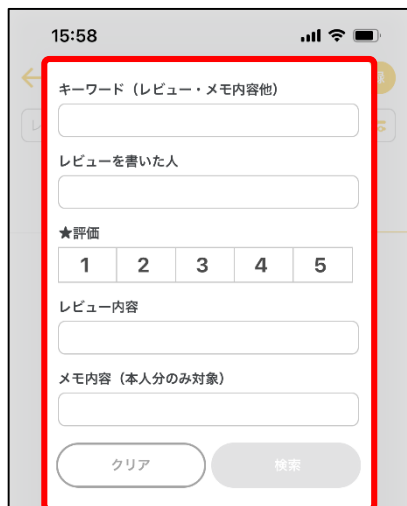 15:58
キーワード（レビュー・メモ内容他）
レ
レビューを書いた人
★評価
1 2 3 4 5
レビュー内容
メモ内容（本人分のみ対象）
クリア 検索